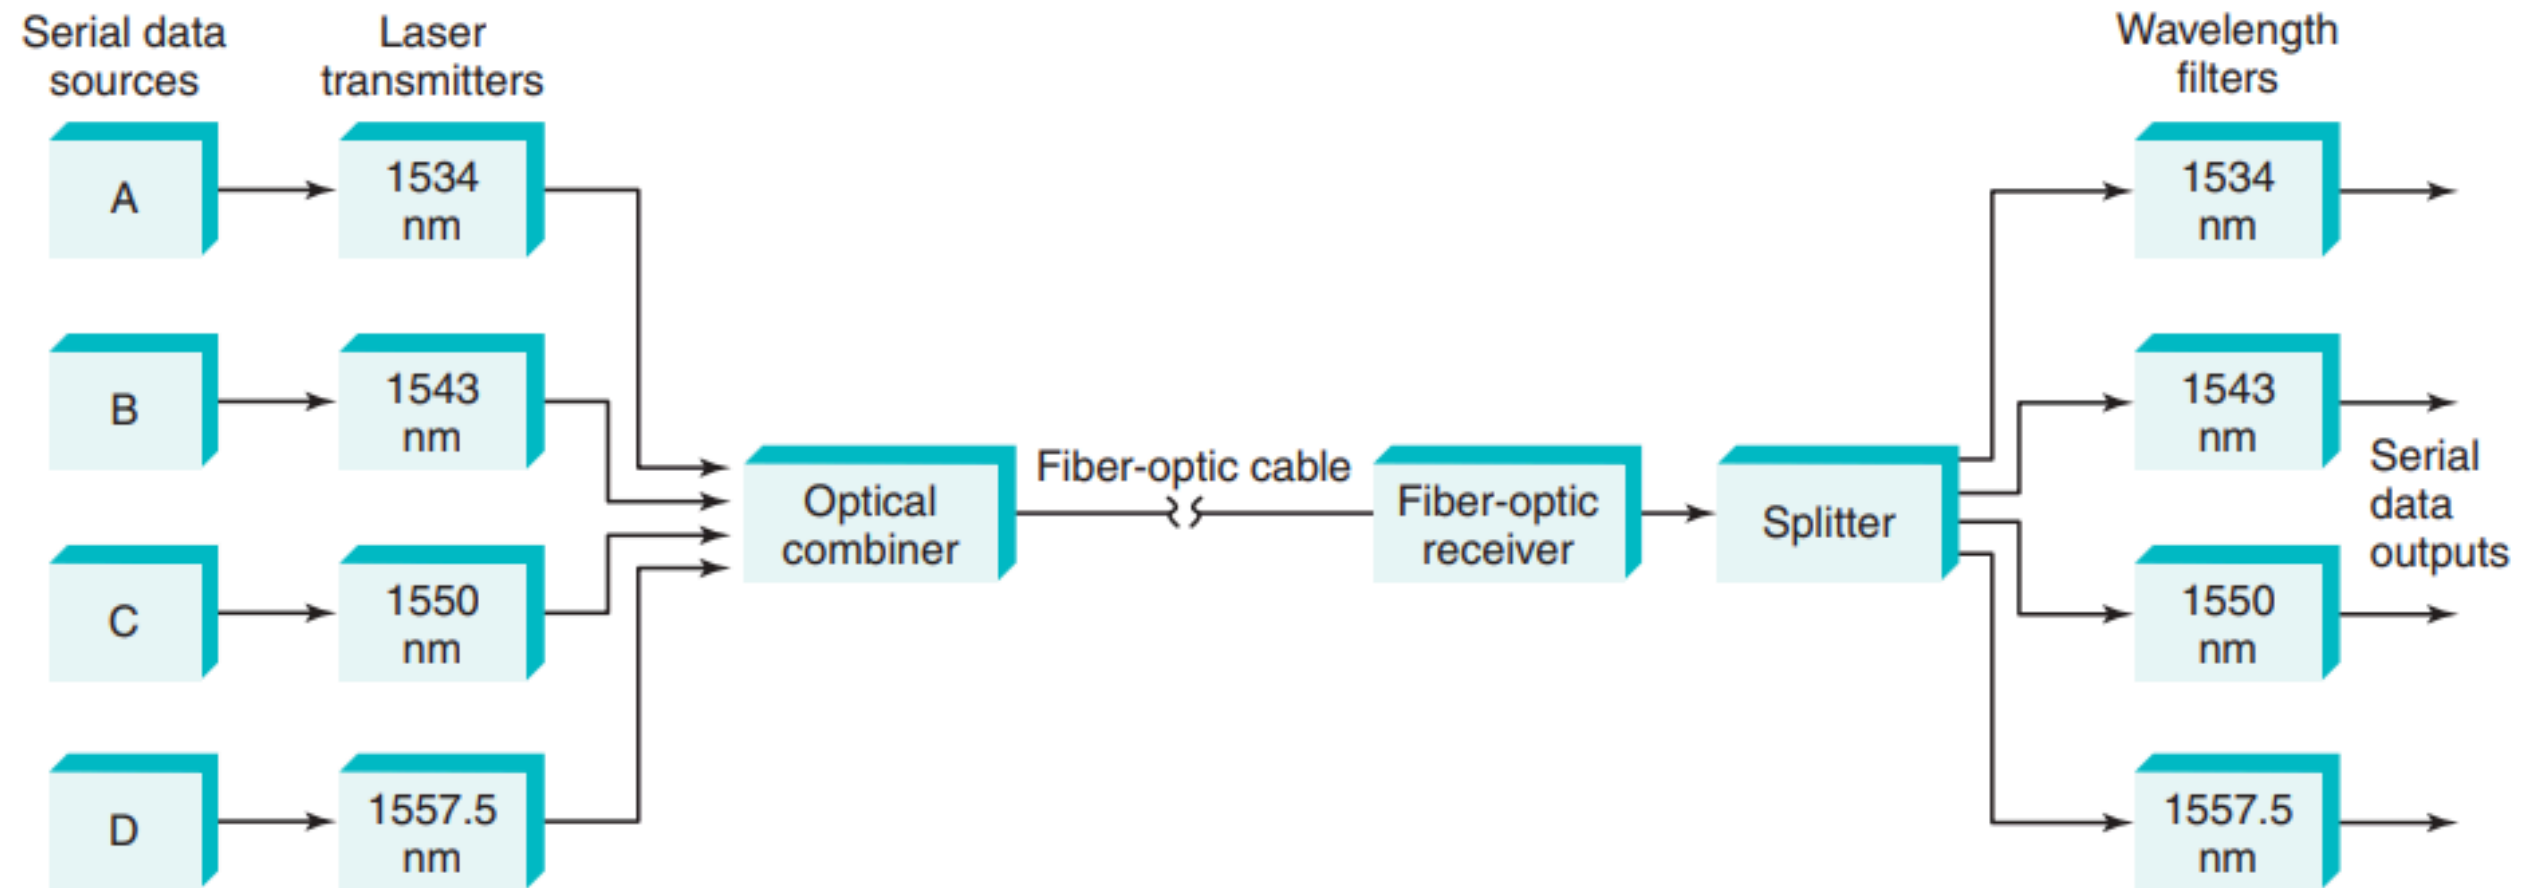 Serial data
sources
Laser
transmitters
Wavelength
filters
A
1534
nm
1534
nm
B
1543
nm
1543
nm
Fiber-optic cable
Optical
combiner
Fiber-optic
receiver
Splitter
Serial
data
outputs
C
1550
nm
1550
nm
D
1557.5
nm
1557.5
nm